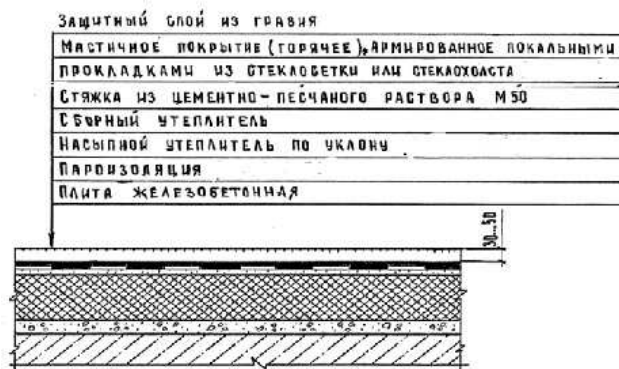 ЗАЩИТНЫЙ СЛОЙ ИЗ ГРАВИЯ
МАСТИЧНОЕ ПОКРЫТИЕ (ГОРЯЧЕЕ), АРМИРОВАННОЕ ЛОКАЛЬНЫМИ
ПРОКЛАДКАМИ ИЗ СТЕКЛОСЕТКИ ИЛИ СТЕКЛОХОЛСТА
СТЯЖКА ИЗ ЦЕМЕНТНО-ПЕСЧАНОГО РАСТВОРА М50
СБОРНЫЙ УТЕПЛИТЕЛЬ
НАСЫПНОЙ УТЕПЛИТЕЛЬ ПО УКЛОНУ
ПАРОИЗОЛЯЦИЯ
ПЛИТА ЖЕЛЕЗОБЕТОННАЯ
30...50